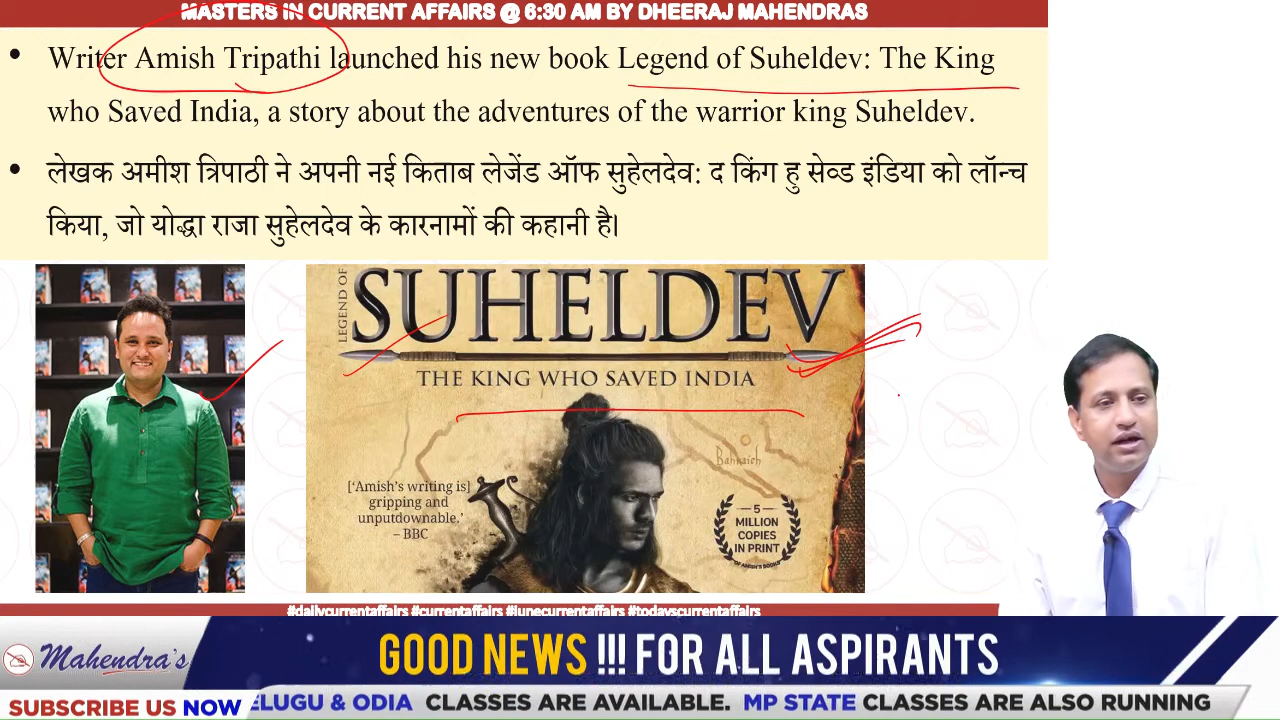 MASTERS IN CURRENT AFFAIRS @ 6:30 AM BY DHEERAJ MAHENDRAS
• Writer Amish Tripathi launched his new book Legend of Suheldev: The King
who Saved India, a story about the adventures of the warrior king Suheldev.
• लेखक अमीश त्रिपाठी ने अपनी नई किताब लेजेंड ऑफ सुहेलदेव: द किंग हु सेव्ड इंडिया को लॉन्च
किया, जो योद्धा राजा सुहेलदेव के कारनामों की कहानी है।
LEGEND OF
SUHELDEV
THE KING WHO SAVED INDIA
Bahraich
['Amish's writing is]
gripping and
unputdownable.'
– BBC
5
MILLION
COPIES
IN PRINT
OF AMISH'S BOOKS
#dailycurrentaffairs #currentaffairs #junecurrentaffairs #todayscurrentaffairs
Mahendra's
GOOD NEWS !!! FOR ALL ASPIRANTS
SUBSCRIBE US NOW
ELUGU & ODIA CLASSES ARE AVAILABLE. MP STATE CLASSES ARE ALSO RUNNING